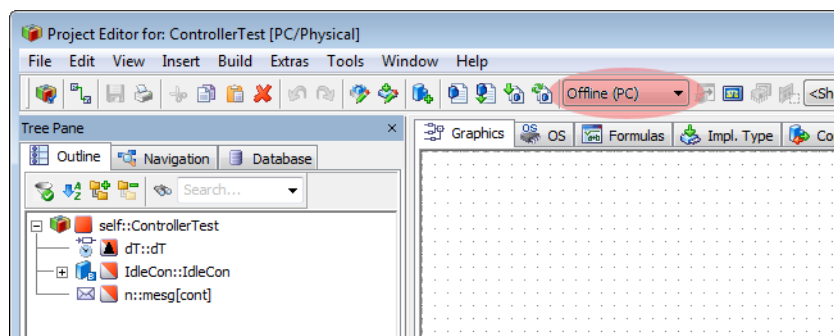 Project Editor for: ControllerTest [PC/Physical]
File Edit View Insert Build Extras Tools Window Help
Offline (PC) <Sh
Tree Pane ×
Graphics OS OS Formulas Impl. Type Co
Outline Navigation Database
Search...
self::ControllerTest
dT::dT
IdleCon::IdleCon
n::mesg[cont]